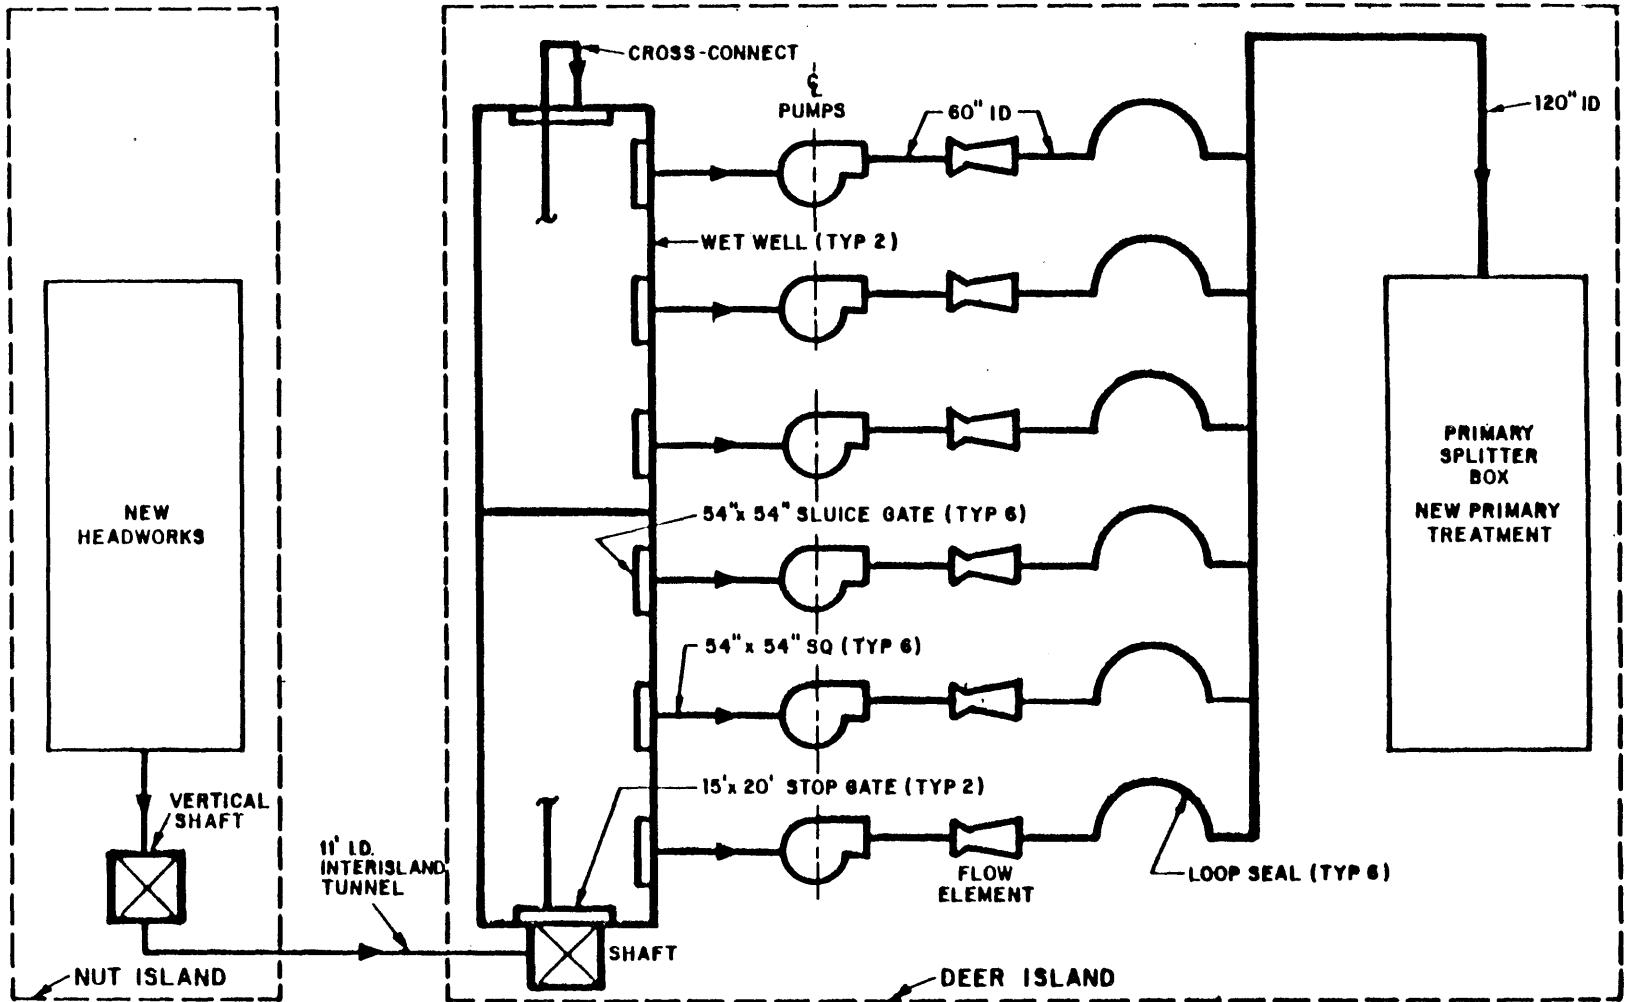 CROSS-CONNECT
℄
PUMPS
60" ID
120" ID
WET WELL (TYP 2)
NEW
HEADWORKS
54"x 54" SLUICE GATE (TYP 6)
PRIMARY
SPLITTER
BOX
NEW PRIMARY
TREATMENT
54"x 54" SQ (TYP 6)
15'x 20' STOP GATE (TYP 2)
VERTICAL
SHAFT
11' I.D.
INTERISLAND
TUNNEL
FLOW
ELEMENT
LOOP SEAL (TYP 6)
SHAFT
NUT ISLAND
DEER ISLAND